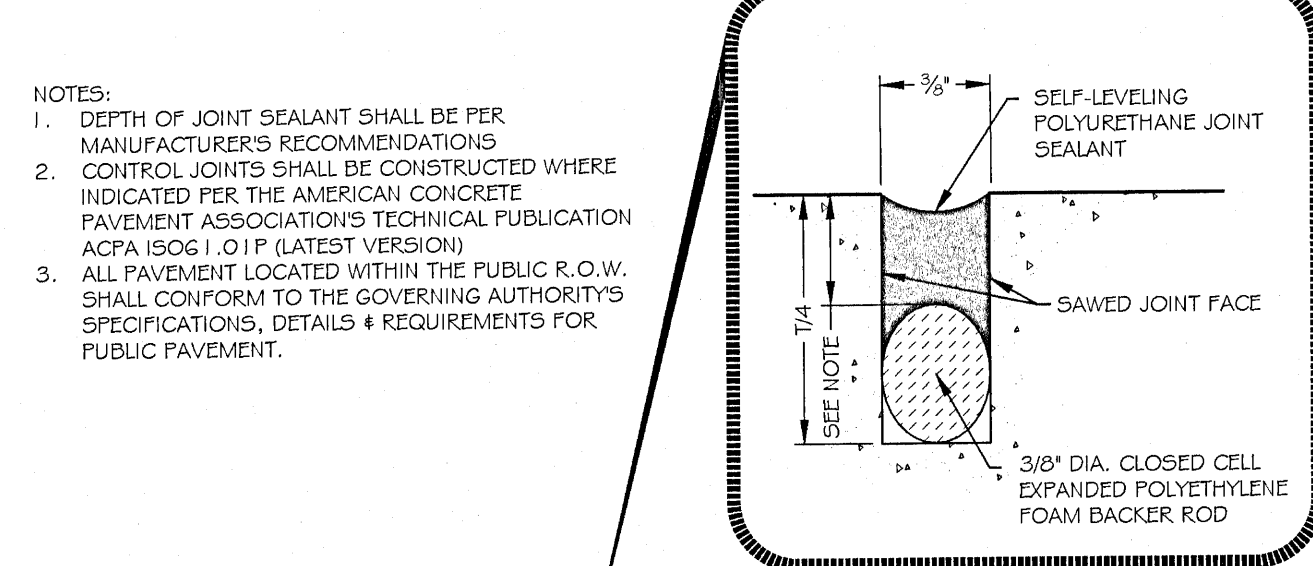 NOTES:
1. DEPTH OF JOINT SEALANT SHALL BE PER
MANUFACTURER'S RECOMMENDATIONS
2. CONTROL JOINTS SHALL BE CONSTRUCTED WHERE
INDICATED PER THE AMERICAN CONCRETE
PAVEMENT ASSOCIATION'S TECHNICAL PUBLICATION
ACPA ISO61.01P (LATEST VERSION)
3. ALL PAVEMENT LOCATED WITHIN THE PUBLIC R.O.W.
SHALL CONFORM TO THE GOVERNING AUTHORITY'S
SPECIFICATIONS, DETAILS & REQUIREMENTS FOR
PUBLIC PAVEMENT.
3/8"
SELF-LEVELING
POLYURETHANE JOINT
SEALANT
SAWED JOINT FACE
T/4
SEE NOTE
3/8" DIA. CLOSED CELL
EXPANDED POLYETHYLENE
FOAM BACKER ROD